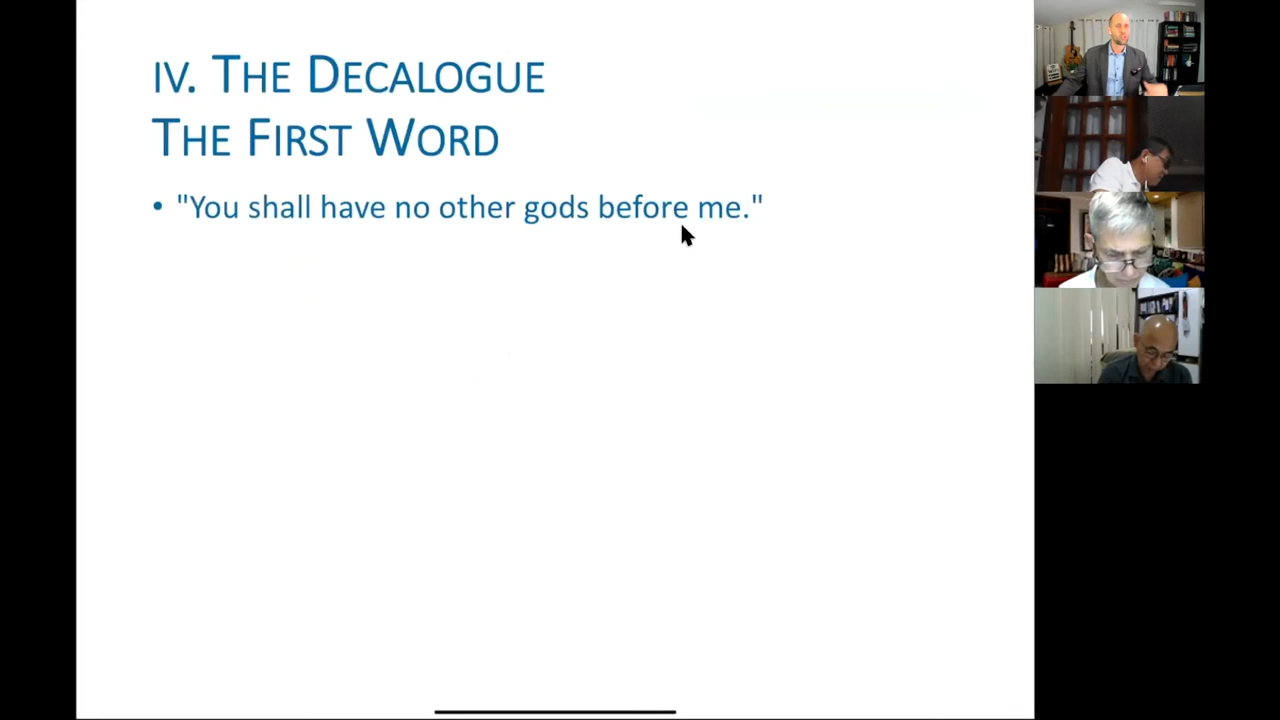 IV. THE DECALOGUE
THE FIRST WORD
• "You shall have no other gods before me."